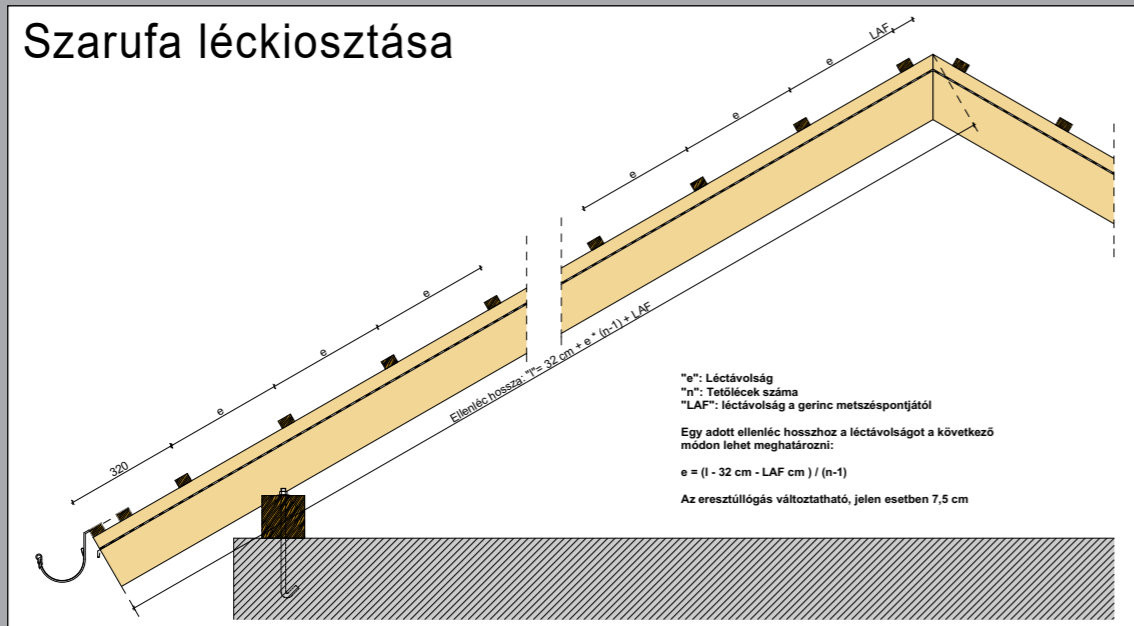 Szarufa léckiosztása
LAF
e
e
e
e
e
e
320
Ellenléc hossza: "l"= 32 cm + e * (n-1) + LAF
"e": Léctávolság
"n": Tetőlécek száma
"LAF": léctávolság a gerinc metszéspontjától
Egy adott ellenléc hosszhoz a léctávolságot a következő
módon lehet meghatározni:
e = (l - 32 cm - LAF cm ) / (n-1)
Az eresztúllógás változtatható, jelen esetben 7,5 cm